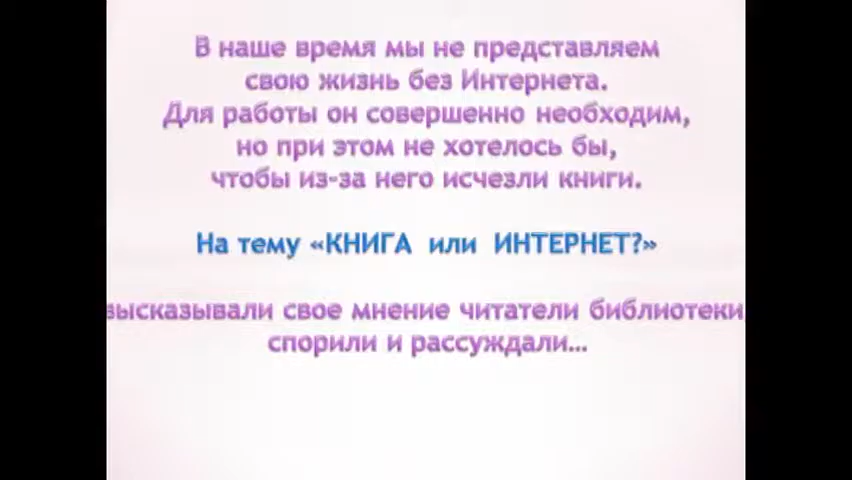 В наше время мы не представляем
свою жизнь без Интернета.
Для работы он совершенно необходим,
но при этом не хотелось бы,
чтобы из-за него исчезли книги.
На тему «КНИГА или ИНТЕРНЕТ?»
высказывали свое мнение читатели библиотеки,
спорили и рассуждали...